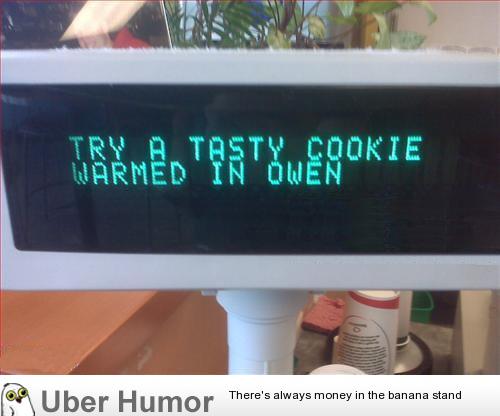 TRY A TASTY COOKIE
WARMED IN OWEN
Uber Humor
There's always money in the banana stand